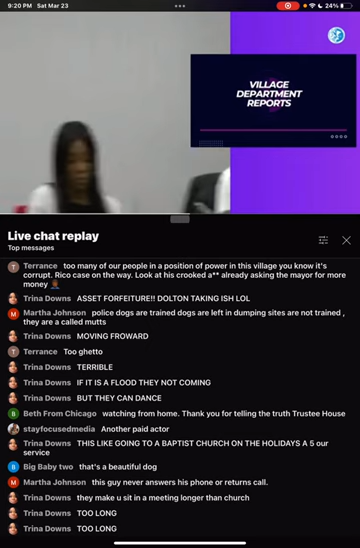 9:20 PM Sat Mar 23
24%
VILLAGE
DEPARTMENT
REPORTS
Live chat replay
Top messages
T Terrance too many of our people in a position of power in this village you know it's
corrupt. Rico case on the way. Look at his crooked a** already asking the mayor for more
money
Trina Downs ASSET FORFEITURE!! DOLTON TAKING ISH LOL
M Martha Johnson police dogs are trained dogs are left in dumping sites are not trained ,
they are a called mutts
Trina Downs MOVING FROWARD
T Terrance Too ghetto
Trina Downs TERRIBLE
Trina Downs IF IT IS A FLOOD THEY NOT COMING
Trina Downs BUT THEY CAN DANCE
B Beth From Chicago watching from home. Thank you for telling the truth Trustee House
stayfocusedmedia Another paid actor
Trina Downs THIS LIKE GOING TO A BAPTIST CHURCH ON THE HOLIDAYS A 5 our
service
B Big Baby two that's a beautiful dog
M Martha Johnson this guy never answers his phone or returns call.
Trina Downs they make u sit in a meeting longer than church
Trina Downs TOO LONG
Trina Downs TOO LONG